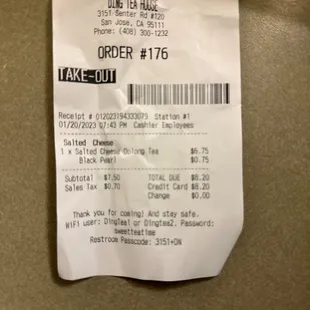 DING TEA HOUSE
3151 Senter Rd #120
San Jose, CA 95111
Phone: (408) 300-1232
ORDER #176
TAKE-OUT
Receipt # 012023194333079 Station #1
01/20/2023 07:43 PM Cashier Employees
Salted Cheese
1 x Salted Cheese Oolong Tea $6.75
Black Pearl $0.75
Subtotal $7.50 TOTAL DUE $8.20
Sales Tax $0.70 Credit Card $8.20
Change $0.00
Thank you for coming! And stay safe.
WiFi user: Dingtea1 or Dingtea2. Password:
sweetteatime
Restroom Passcode: 3151+ON